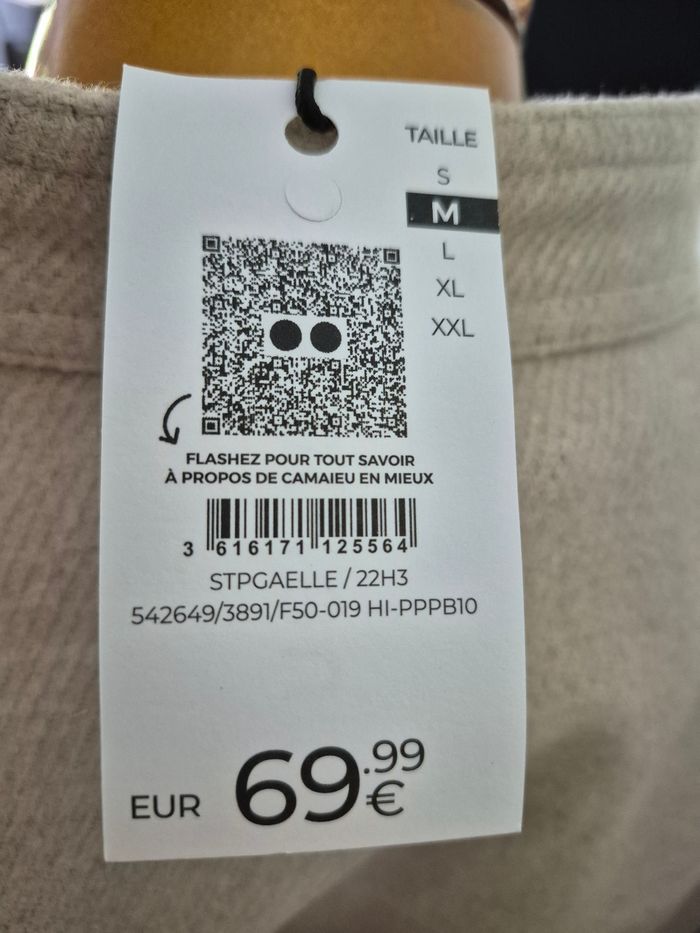 TAILLE
S
M
L
XL
XXL
FLASHEZ POUR TOUT SAVOIR
À PROPOS DE CAMAIEU EN MIEUX
3 616171 125564
STPGAELLE / 22H3
542649/3891/F50-019 HI-PPPB10
EUR 69.99 €